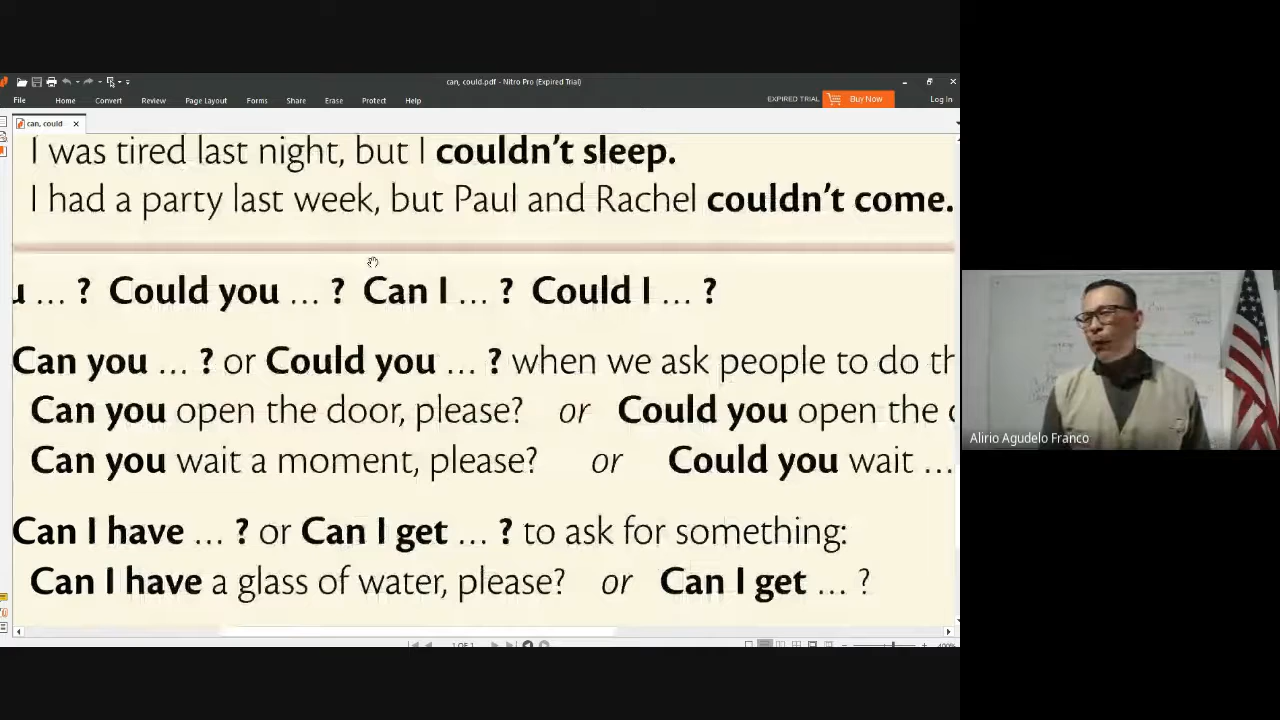 can, could.pdf - Nitro Pro (Expired Trial)
File Home Convert Review Page Layout Forms Share Erase Protect Help EXPIRED TRIAL Buy Now Log In
can, could
I was tired last night, but I couldn't sleep.
I had a party last week, but Paul and Rachel couldn't come.
u … ? Could you … ? Can I … ? Could I … ?
Can you … ? or Could you … ? when we ask people to do th
Can you open the door, please? or Could you open the
Can you wait a moment, please? or Could you wait …
Can I have … ? or Can I get … ? to ask for something:
Can I have a glass of water, please? or Can I get … ?
1 OF 1
400%
Alirio Agudelo Franco